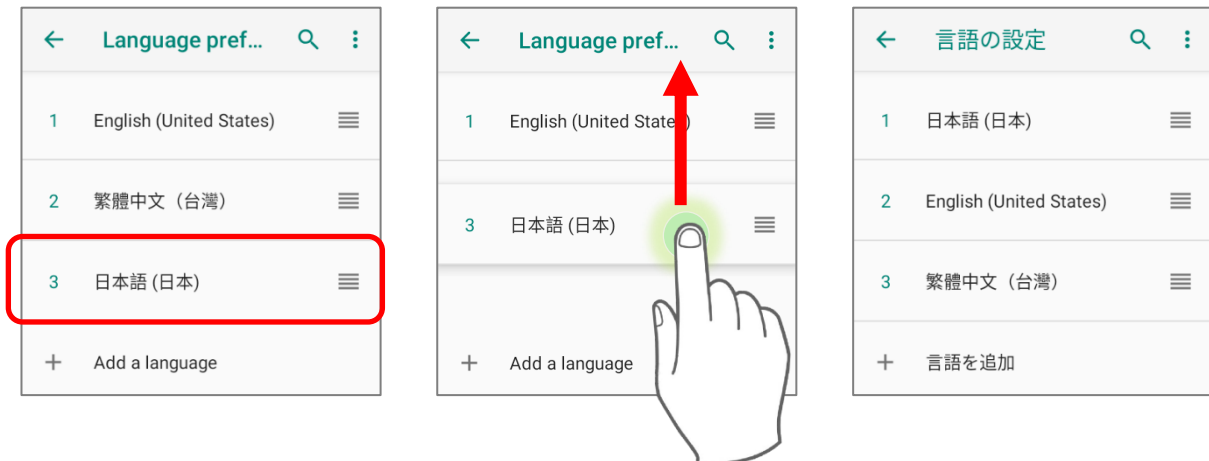 Language pref...
1 English (United States)
2 繁體中文（台灣）
3 日本語 (日本)
Add a language
Language pref...
1 English (United State)
3 日本語 (日本)
Add a language
言語の設定
1 日本語 (日本)
2 English (United States)
3 繁體中文（台灣）
言語を追加